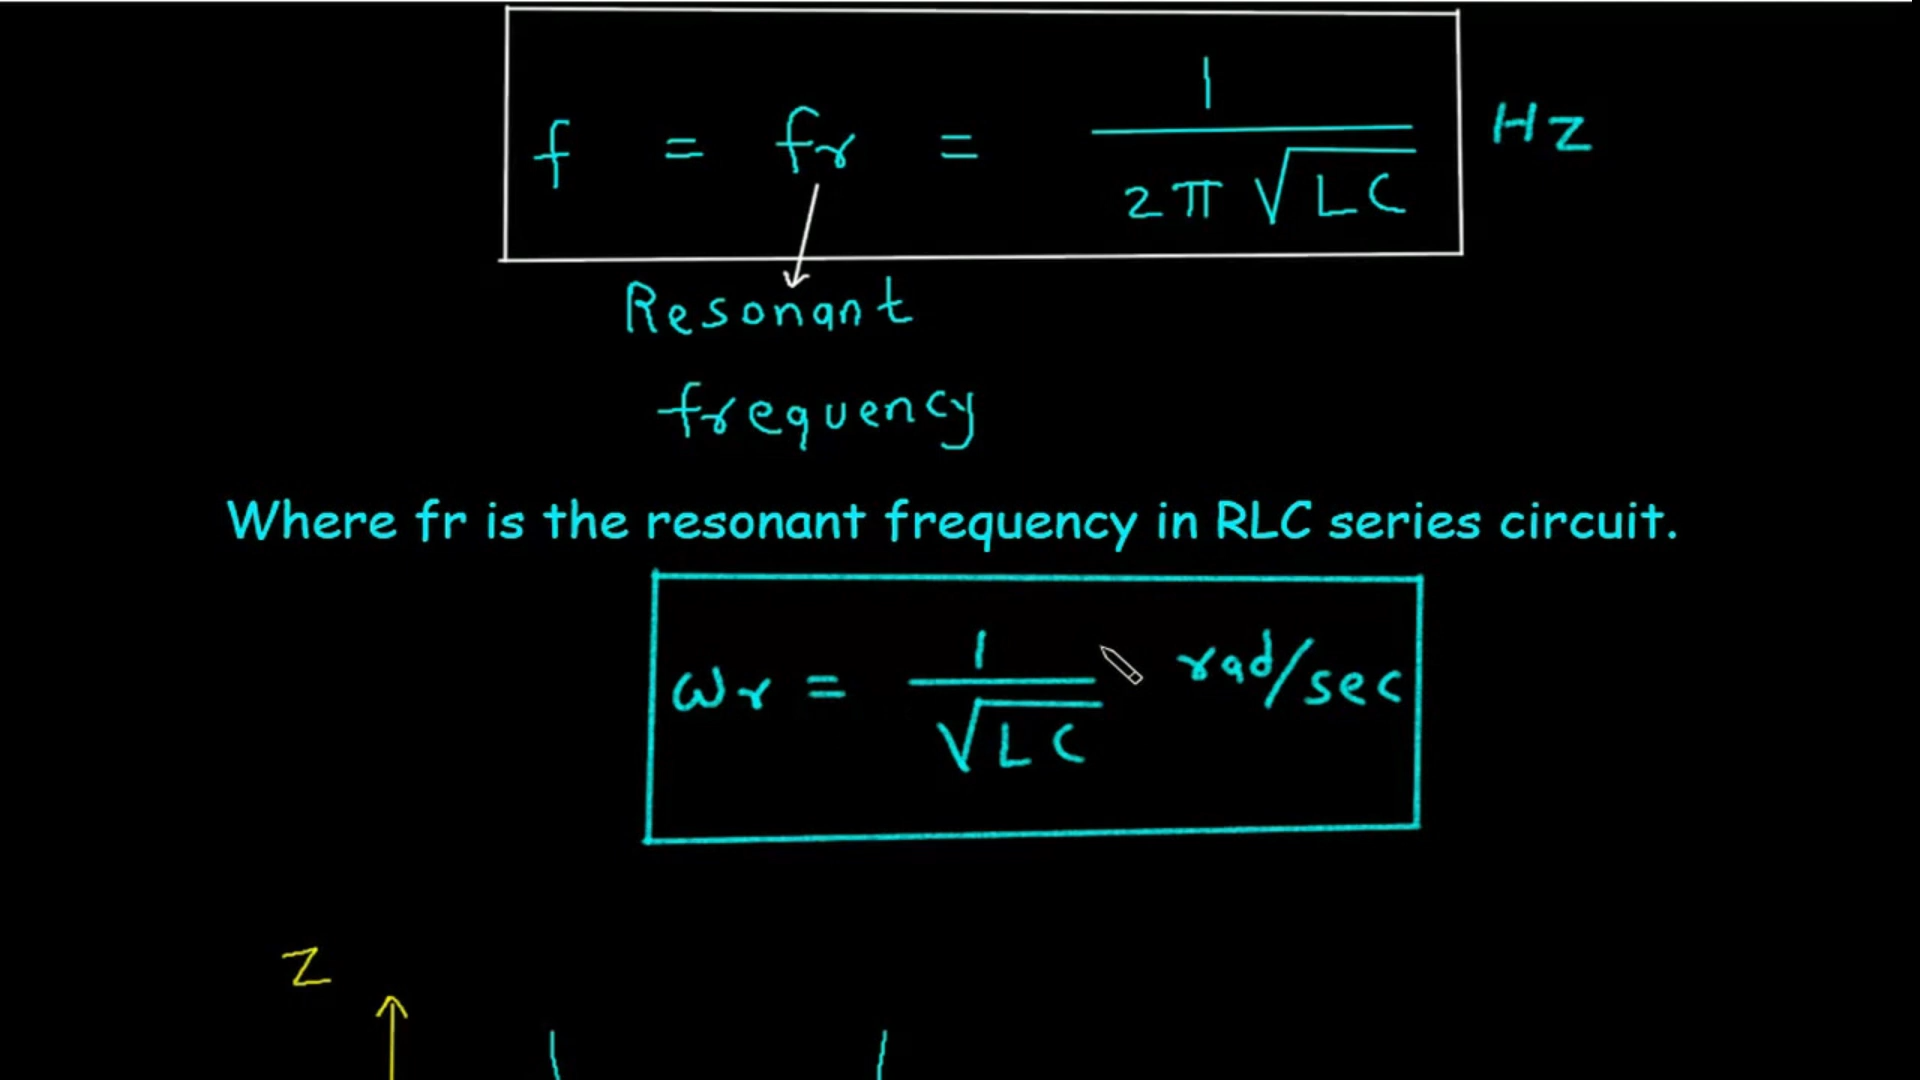 f = fr = 1 / 2π √LC Hz
Resonant
frequency
Where fr is the resonant frequency in RLC series circuit.
ωr = 1 / √LC rad/sec
Z